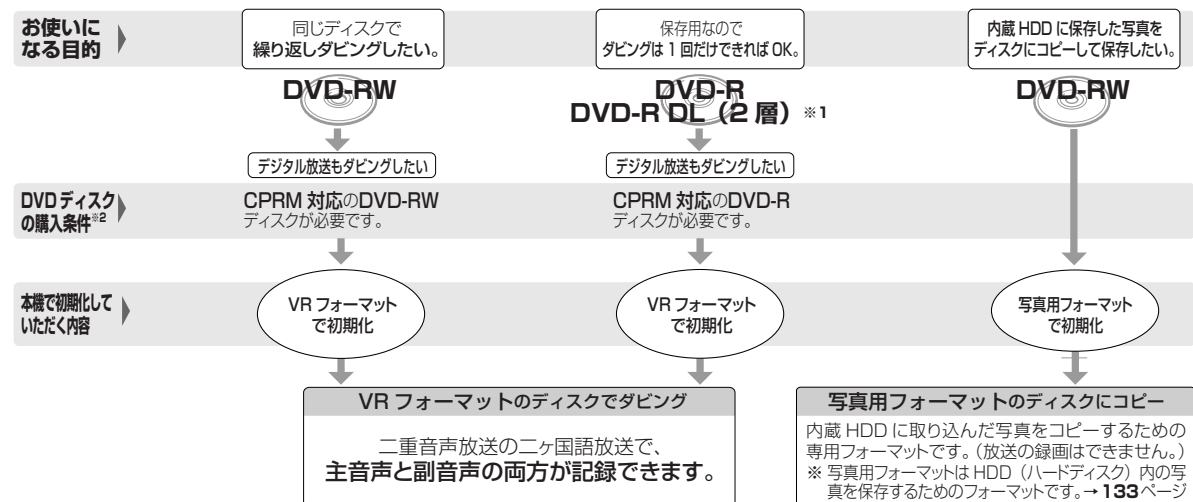 お使いに
なる目的
同じディスクで
繰り返しダビングしたい。
保存用なので
ダビングは 1 回だけできれば OK。
内蔵 HDD に保存した写真を
ディスクにコピーして保存したい。
DVD-RW
DVD-R
DVD-R DL（2 層）※1
DVD-RW
デジタル放送もダビングしたい
デジタル放送もダビングしたい
DVD ディスク
の購入条件※2
CPRM 対応のDVD-RW
ディスクが必要です。
CPRM 対応のDVD-R
ディスクが必要です。
本機で初期化して
いただく内容
VR フォーマット
で初期化
VR フォーマット
で初期化
写真用フォーマット
で初期化
VR フォーマットのディスクでダビング
二重音声放送の二ヶ国語放送で、
主音声と副音声の両方が記録できます。
写真用フォーマットのディスクにコピー
内蔵 HDD に取り込んだ写真をコピーするための
専用フォーマットです。（放送の録画はできません。）
※ 写真用フォーマットは HDD（ハードディスク）内の写
真を保存するためのフォーマットです。→ 133ページ